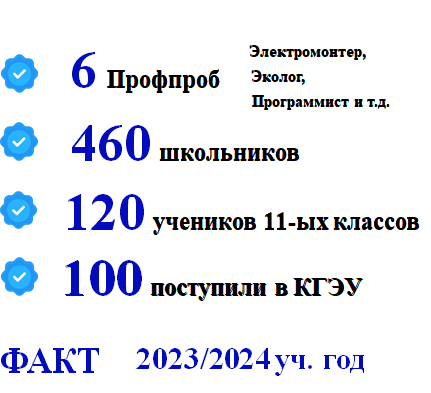 6 Профпроб
Электромонтер,
Эколог,
Программист и т.д.
460 школьников
120 учеников 11-ых классов
100 поступили в КГЭУ
ФАКТ 2023/2024 уч. год